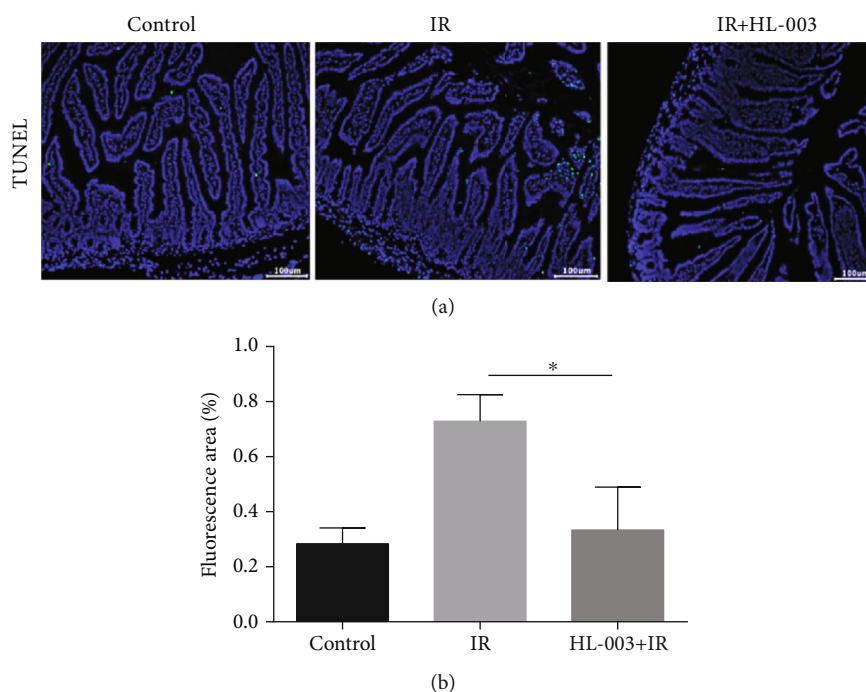 Control IR IR+HL-003
TUNEL
100um 100um 100um
(a)
1.0
0.8
0.6
0.4
0.2
0.0
Fluorescence area (%)
*
Control IR HL-003+IR
(b)